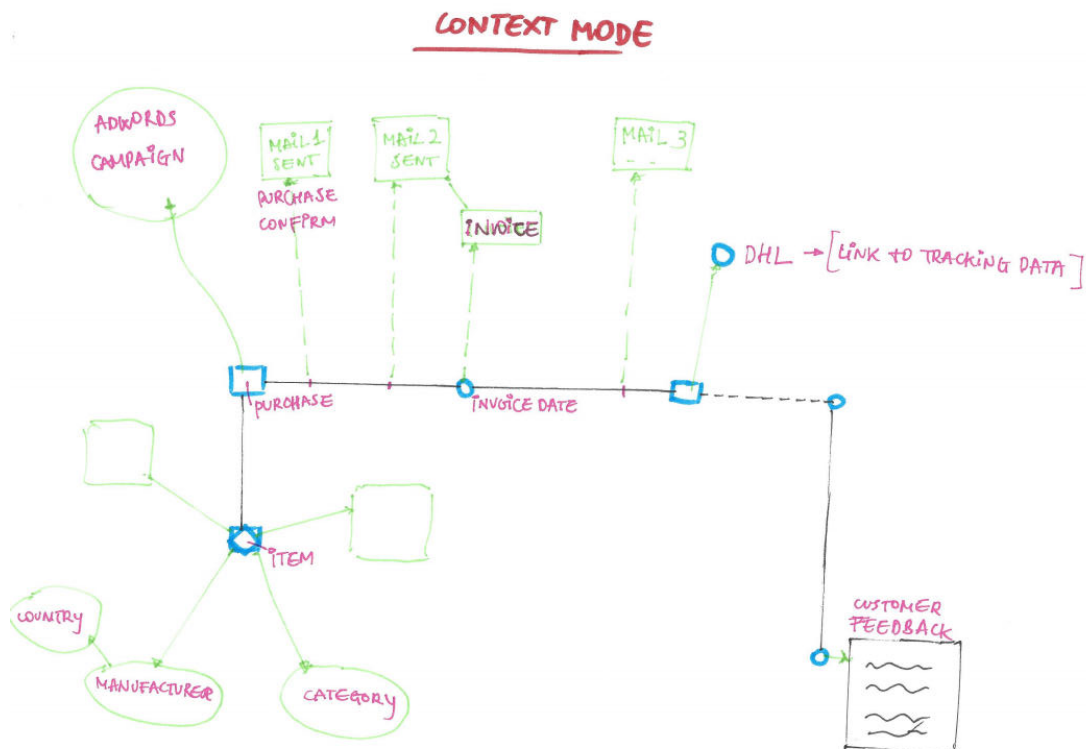 CONTEXT MODE
ADWORDS
CAMPAIGN
MAIL 1
SENT
PURCHASE
CONFIRM
MAIL 2
SENT
INVOICE
MAIL 3
DHL → [LINK TO TRACKING DATA]
PURCHASE
INVOICE DATE
ITEM
COUNTRY
MANUFACTURER
CATEGORY
CUSTOMER
FEEDBACK